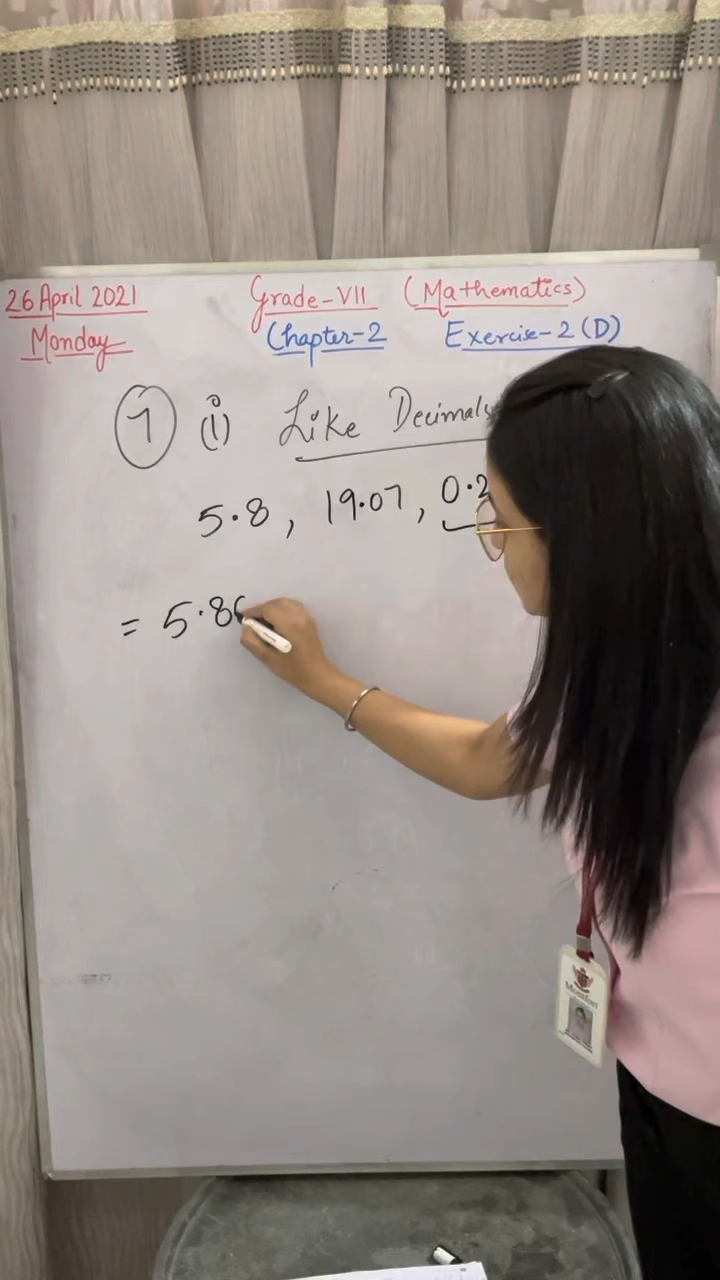 26 April 2021 Grade-VII (Mathematics)
Monday Chapter-2 Exercise-2(D)
1 (i) Like Decimals
5.8, 19.07, 0.2
= 5.8
Montfort